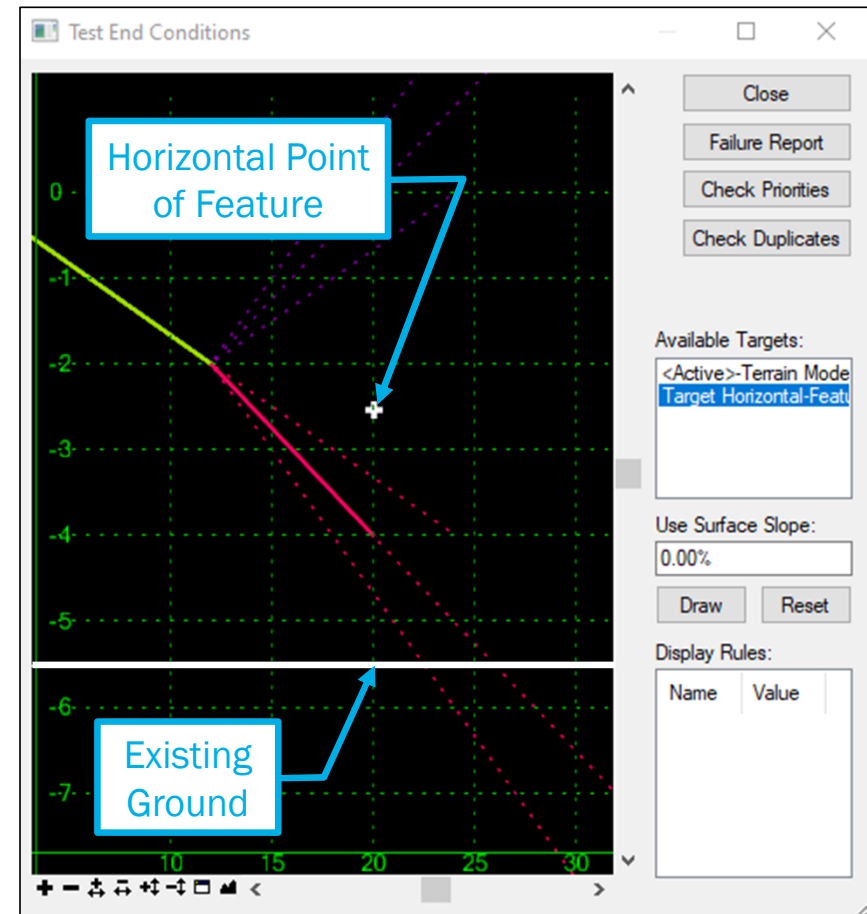 Test End Conditions
Close
Failure Report
Check Priorities
Check Duplicates
Horizontal Point
of Feature
0
-1
-2
-3
-4
-5
-6
-7
10
15
20
25
30
Existing
Ground
Available Targets:
<Active>-Terrain Mode
Target Horizontal-Featu
Use Surface Slope:
0.00%
Draw
Reset
Display Rules:
Name Value